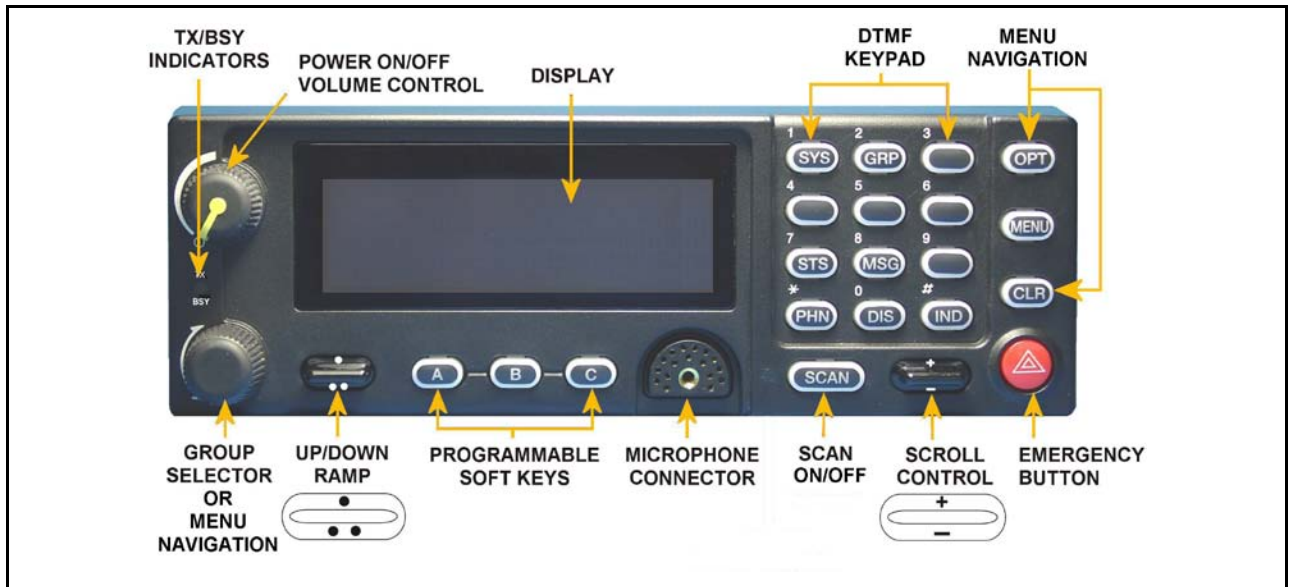 TX/BSY
INDICATORS
POWER ON/OFF
VOLUME CONTROL
DISPLAY
DTMF
KEYPAD
MENU
NAVIGATION
1 2 3
SYS GRP
OPT
4 5 6
MENU
7 8 9
STS MSG
CLR
* 0 #
PHN DIS IND
BSY
A B C
SCAN
+
−
GROUP
SELECTOR
OR
MENU
NAVIGATION
UP/DOWN
RAMP
PROGRAMMABLE
SOFT KEYS
MICROPHONE
CONNECTOR
SCAN
ON/OFF
SCROLL
CONTROL
+
−
EMERGENCY
BUTTON